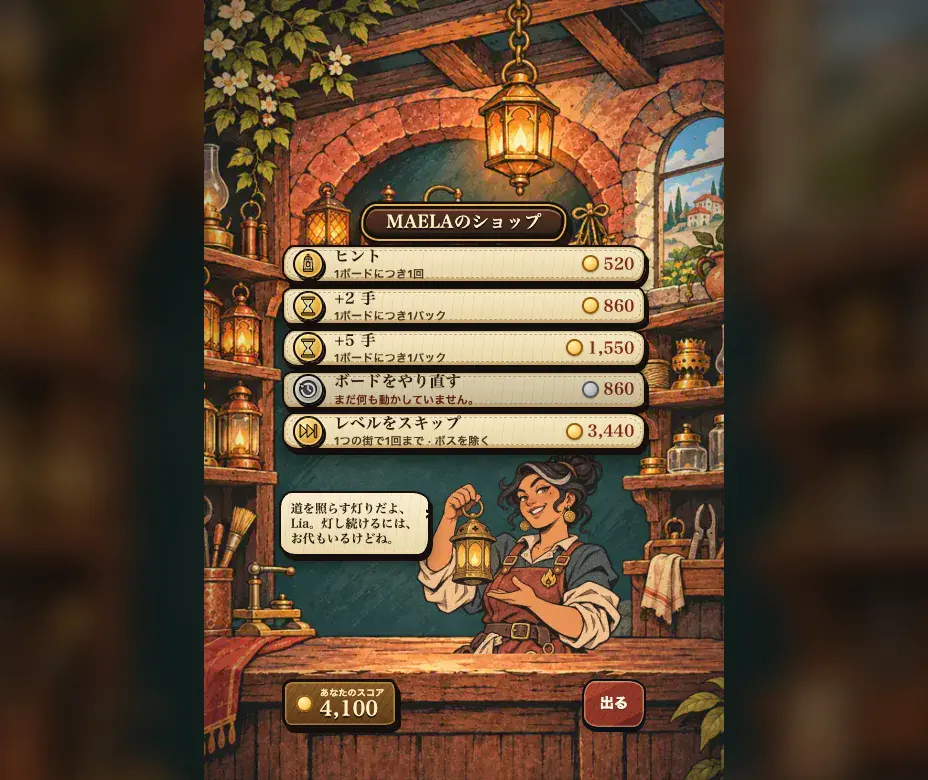 MAELAのショップ
ヒント
1ボードにつき1回
520
+2 手
1ボードにつき1パック
860
+5 手
1ボードにつき1パック
1,550
ボードをやり直す
まだ何も動かしていません。
860
レベルをスキップ
1つの街で1回まで · ボスを除く
3,440
道を照らす灯りだよ、
Lía。灯し続けるには、
お代もいるけどね。
あなたのスコア
4,100
出る